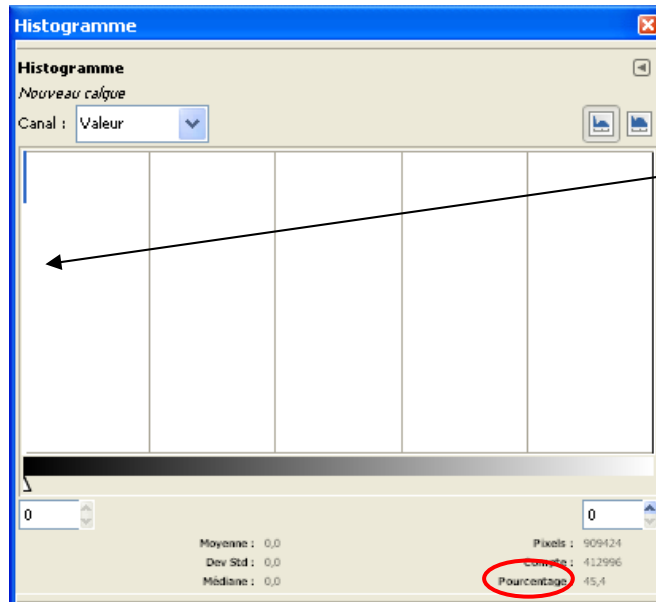 Histogramme
Histogramme
Nouveau calque
Canal : Valeur
0 0
Moyenne : 0,0 Pixels : 909424
Dev Std : 0,0 Compte : 412996
Médiane : 0,0 Pourcentage 45,4